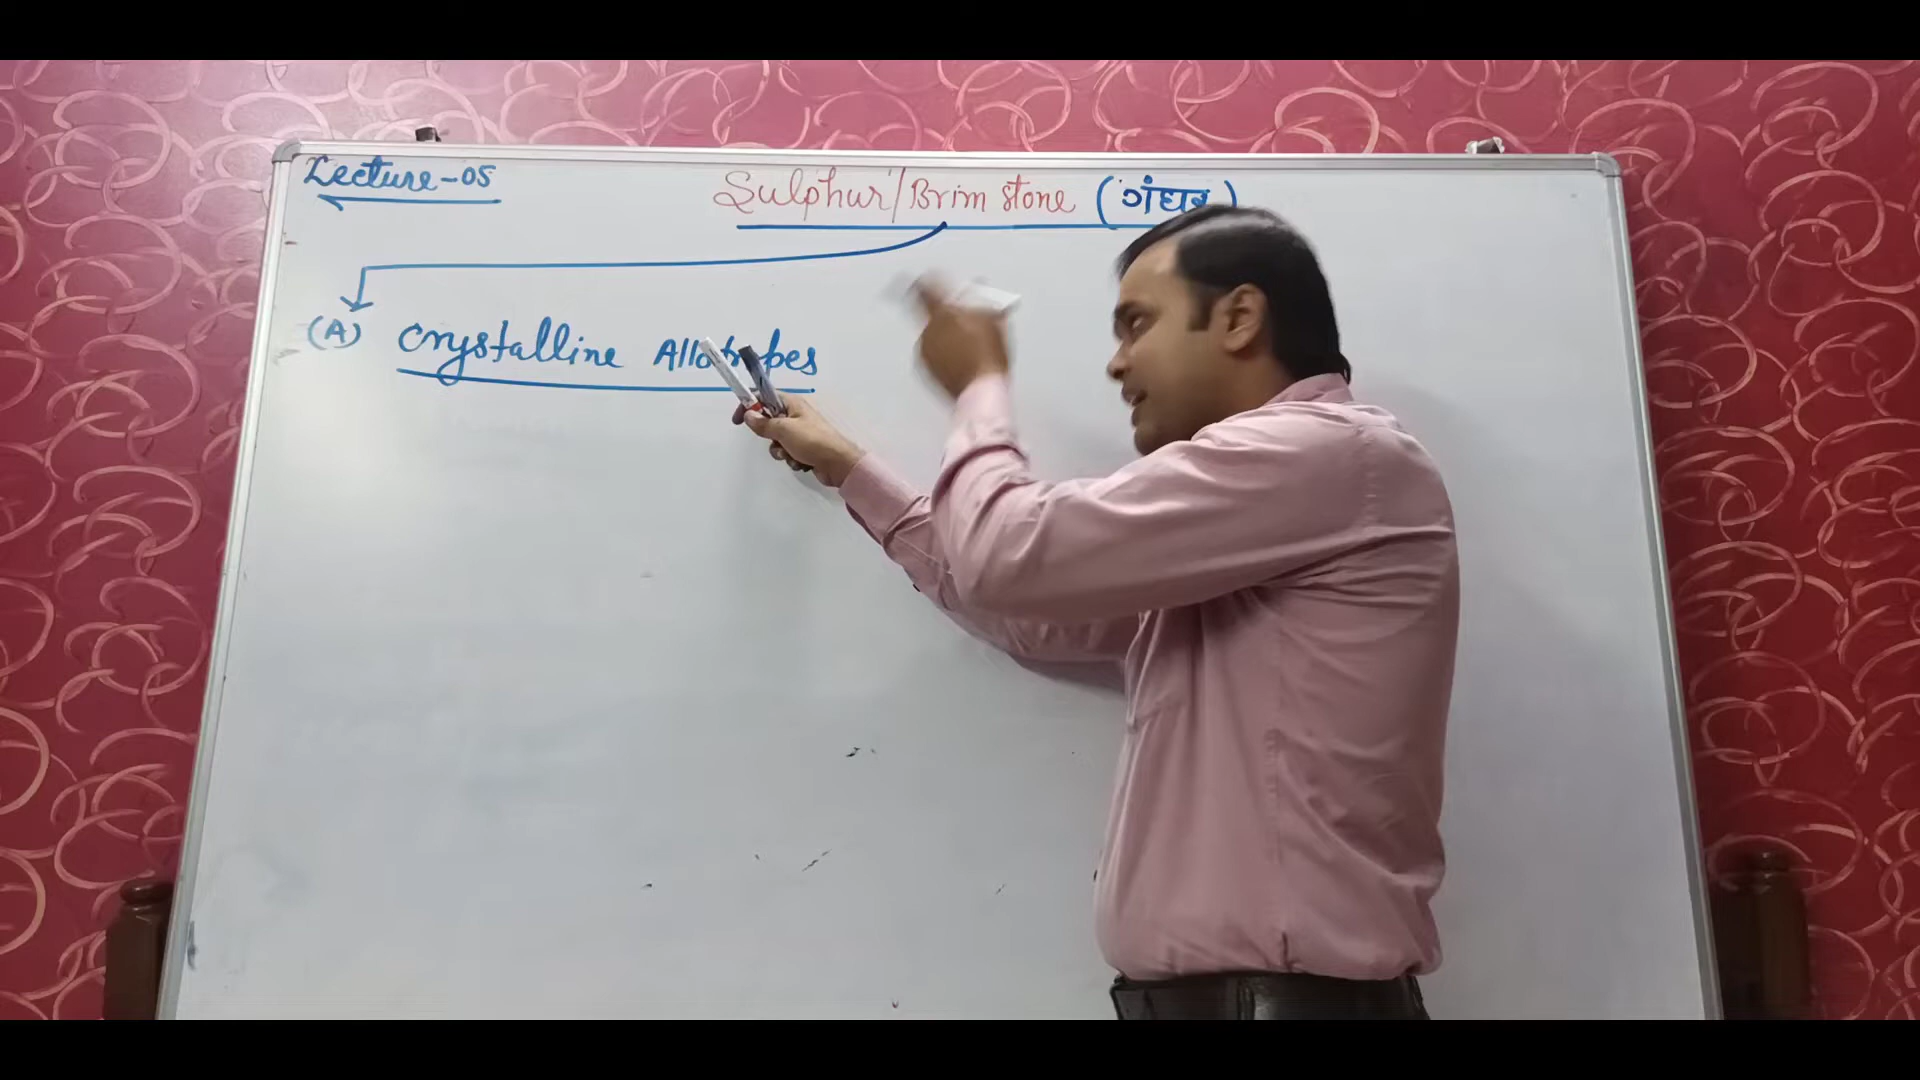 Lecture-05
Sulphur/Brim stone (गंधक)
(A) Crystalline Allotropes